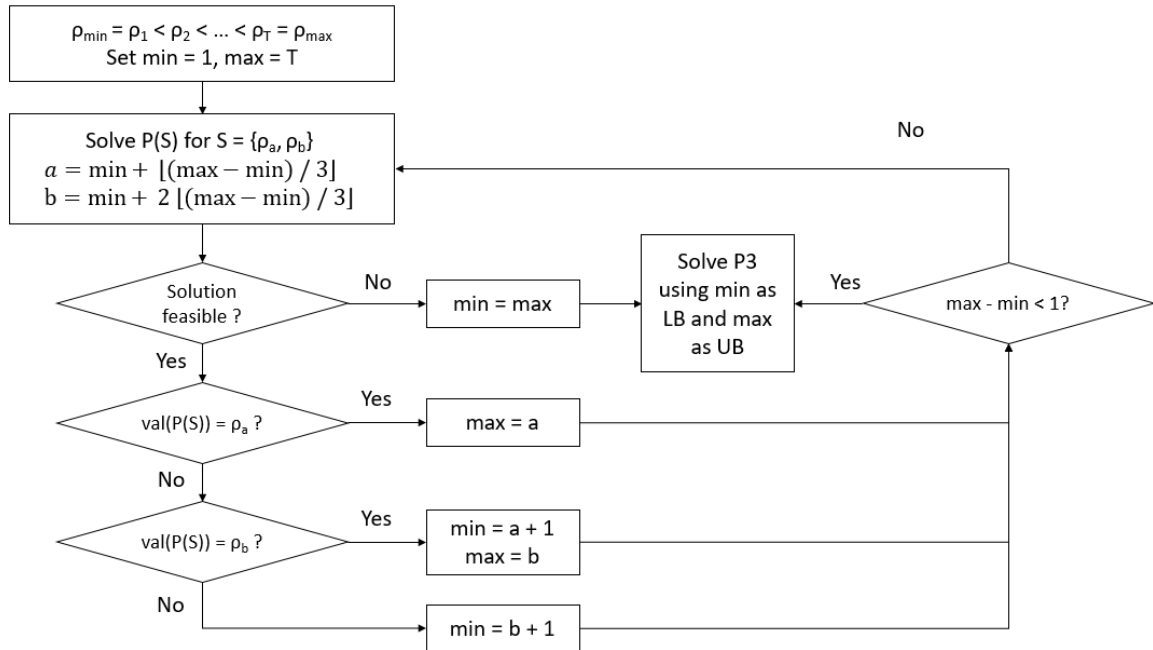 ρmin = ρ1 < ρ2 < ... < ρT = ρmax
Set min = 1, max = T
Solve P(S) for S = {ρa, ρb}
a = min + ⌊(max − min) / 3⌋
b = min + 2 ⌊(max − min) / 3⌋
No
Solution
feasible ?
No
min = max
Solve P3
using min as
LB and max
as UB
Yes
max - min < 1?
Yes
val(P(S)) = ρa ?
Yes
max = a
No
val(P(S)) = ρb ?
Yes
min = a + 1
max = b
No
min = b + 1